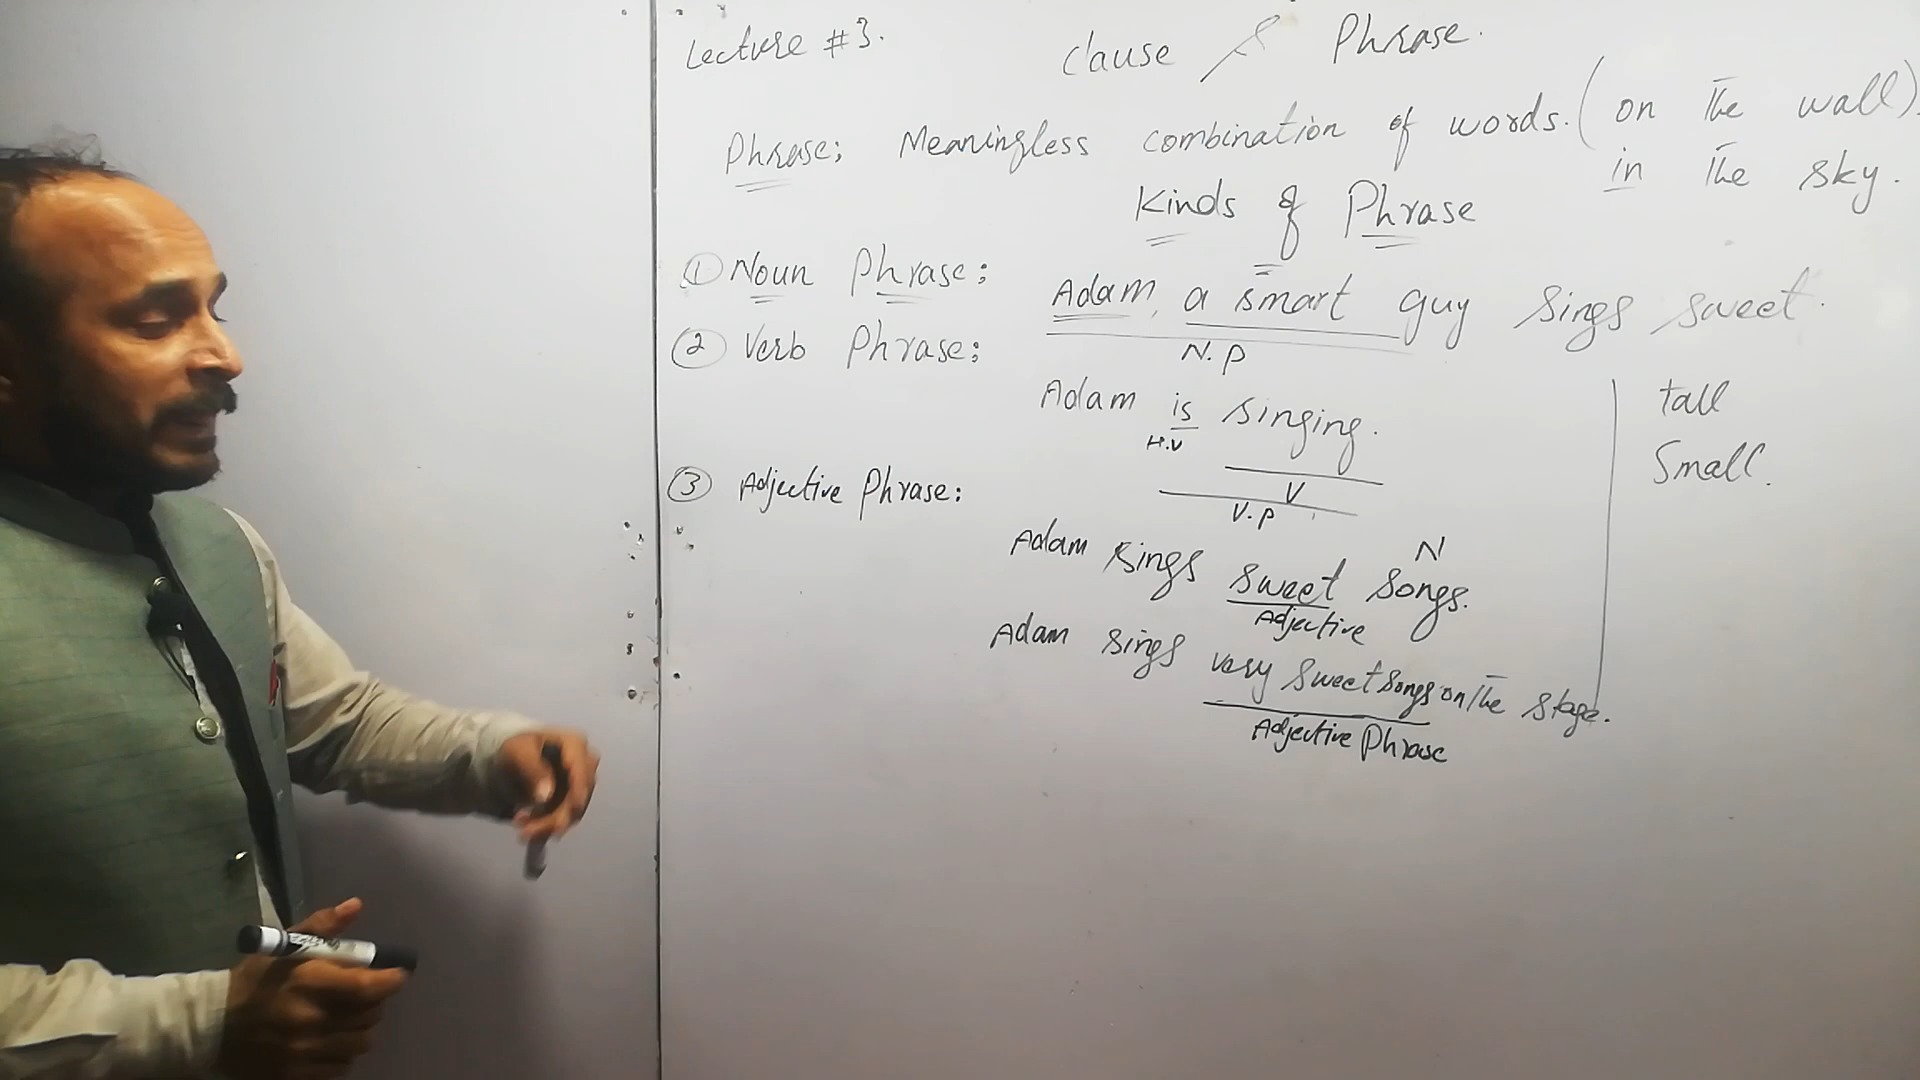 Lecture #3.
Clause & Phrase.
Phrase: Meaningless combination of words. (on the wall).
in the sky.
Kinds of Phrase
① Noun Phrase:
Adam, a smart guy sings sweet.
N.P
② Verb Phrase:
Adam is singing.
H.V
V
V.P
tall
Small.
③ Adjective Phrase:
Adam sings sweet songs.
N
Adjective
Adam sings very sweet songs on the stage.
Adjective Phrase